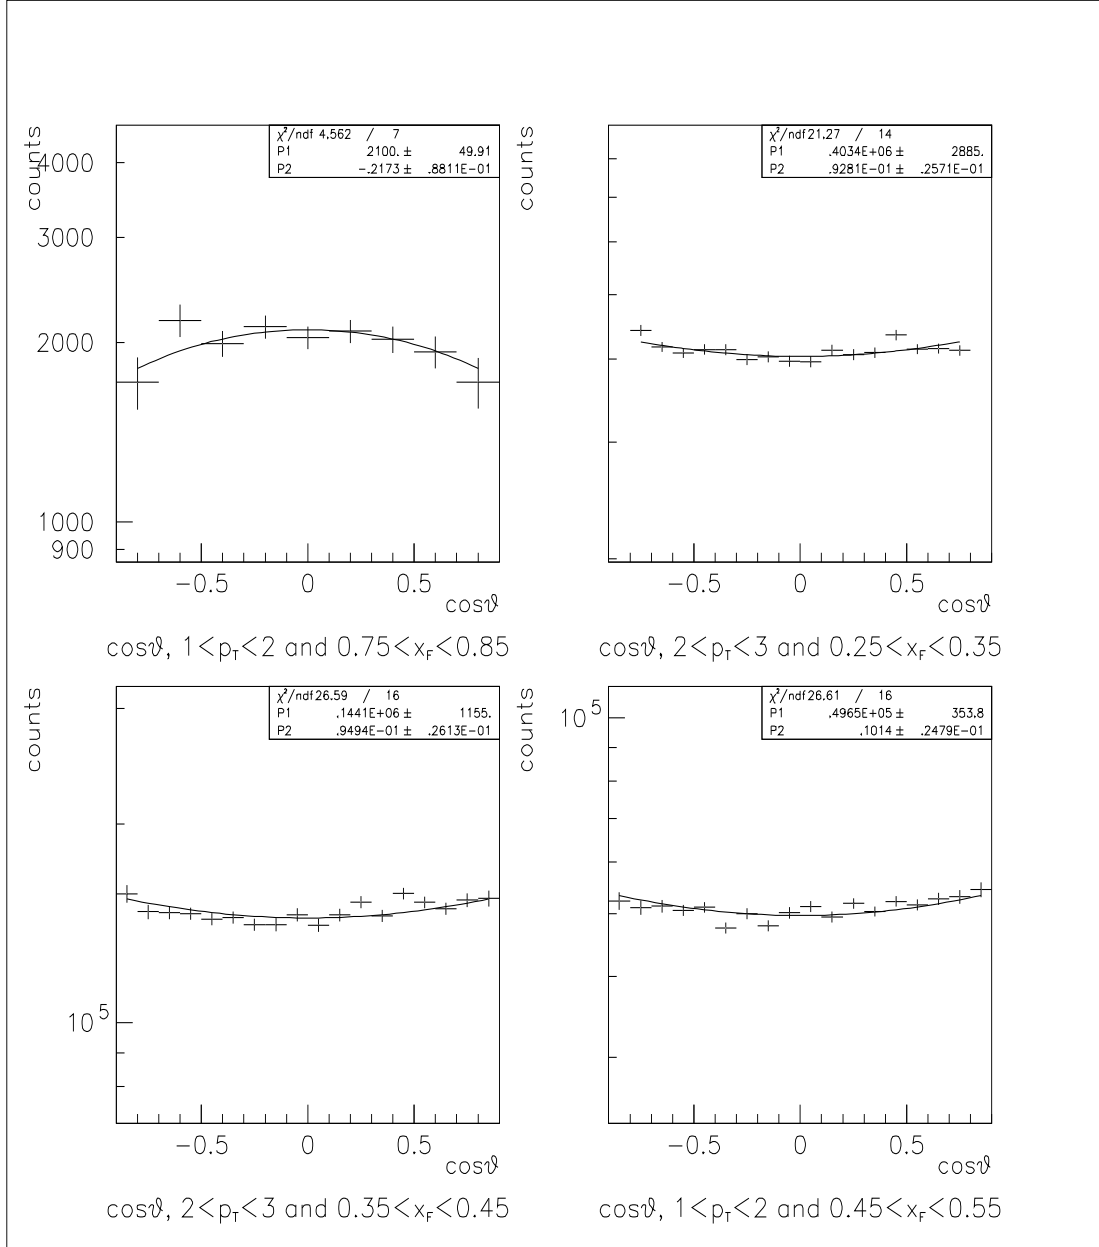 counts
χ²/ndf 4.562 / 7
P1 2100. ± 49.91
P2 -.2173 ± .8811E-01
4000
3000
2000
1000
900
-0.5 0 0.5
cosϑ
cosϑ, 1<p_T<2 and 0.75<x_F<0.85
counts
χ²/ndf 21.27 / 14
P1 .4034E+06 ± 2885.
P2 .9281E-01 ± .2571E-01
-0.5 0 0.5
cosϑ
cosϑ, 2<p_T<3 and 0.25<x_F<0.35
counts
χ²/ndf 26.59 / 16
P1 .1441E+06 ± 1155.
P2 .9494E-01 ± .2613E-01
10⁵
-0.5 0 0.5
cosϑ
cosϑ, 2<p_T<3 and 0.35<x_F<0.45
counts
χ²/ndf 26.61 / 16
P1 .4965E+05 ± 353.8
P2 .1014 ± .2479E-01
10⁵
-0.5 0 0.5
cosϑ
cosϑ, 1<p_T<2 and 0.45<x_F<0.55